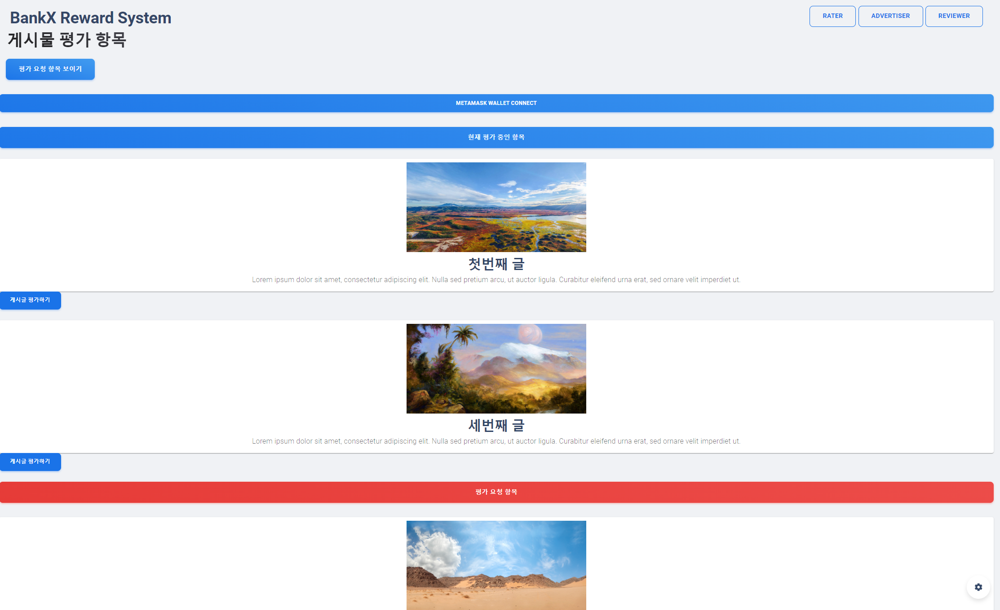 BankX Reward System
RATER
ADVERTISER
REVIEWER
게시물 평가 항목
평가 요청 항목 보이기
METAMASK WALLET CONNECT
현재 평가 중인 항목
첫번째 글
Lorem ipsum dolor sit amet, consectetur adipiscing elit. Nulla sed pretium arcu, ut auctor ligula. Curabitur eleifend urna erat, sed ornare velit imperdiet ut.
게시글 평가하기
세번째 글
Lorem ipsum dolor sit amet, consectetur adipiscing elit. Nulla sed pretium arcu, ut auctor ligula. Curabitur eleifend urna erat, sed ornare velit imperdiet ut.
게시글 평가하기
평가 요청 항목